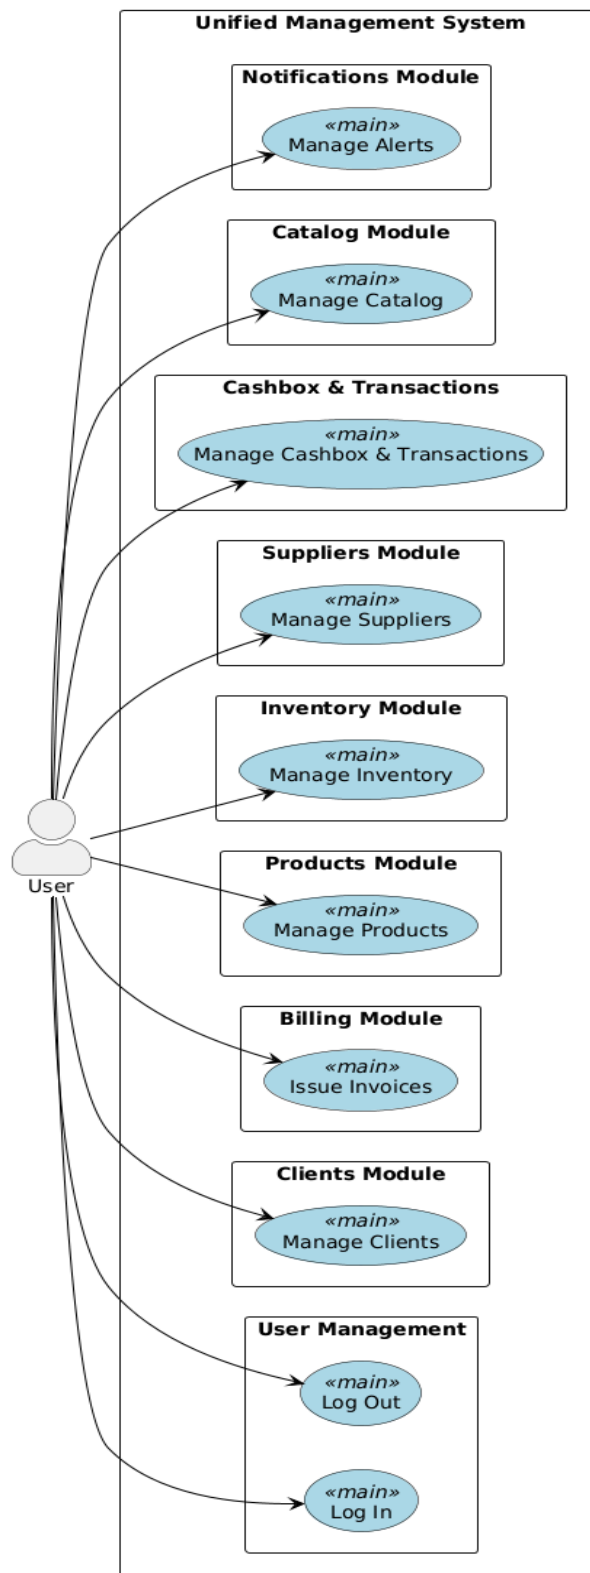 Unified Management System
Notifications Module
«main»
Manage Alerts
Catalog Module
«main»
Manage Catalog
Cashbox & Transactions
«main»
Manage Cashbox & Transactions
Suppliers Module
«main»
Manage Suppliers
Inventory Module
«main»
Manage Inventory
Products Module
«main»
Manage Products
User
Billing Module
«main»
Issue Invoices
Clients Module
«main»
Manage Clients
User Management
«main»
Log Out
«main»
Log In